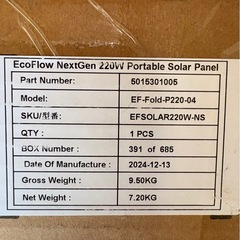 EcoFlow NextGen 220W Portable Solar Panel
Part Number: 5015301005
Model: EF-Fold-P220-04
SKU/型番: EFSOLAR220W-NS
QTY : 1 PCS
BOX Number : 391 of 685
Date Of Manufacture : 2024-12-13
Gross Weight : 9.50KG
Net Weight : 7.20KG